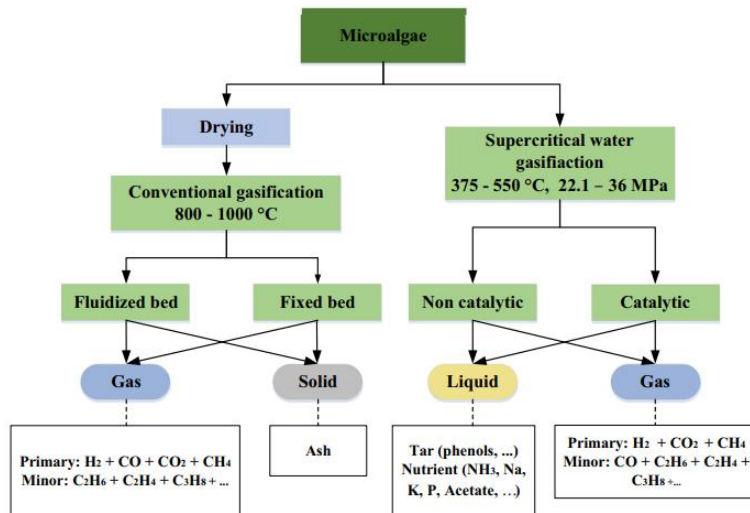 Microalgae
Drying
Supercritical water
gasifiaction
375 - 550 °C, 22.1 – 36 MPa
Conventional gasification
800 - 1000 °C
Fluidized bed
Fixed bed
Non catalytic
Catalytic
Gas
Solid
Liquid
Gas
Primary: H₂ + CO + CO₂ + CH₄
Minor: C₂H₆ + C₂H₄ + C₃H₈ + ...
Ash
Tar (phenols, ...)
Nutrient (NH₃, Na,
K, P, Acetate, …)
Primary: H₂ + CO₂ + CH₄
Minor: CO + C₂H₆ + C₂H₄ +
C₃H₈ +...